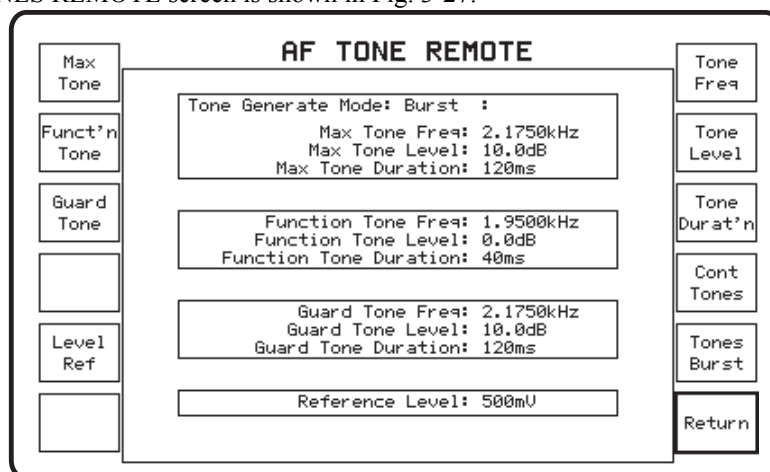 NES REMOTE screen is shown in Fig. 3-27.
AF TONE REMOTE
Max
Tone
Funct'n
Tone
Guard
Tone
Level
Ref
Tone Generate Mode: Burst :
Max Tone Freq: 2.1750kHz
Max Tone Level: 10.0dB
Max Tone Duration: 120ms
Function Tone Freq: 1.9500kHz
Function Tone Level: 0.0dB
Function Tone Duration: 40ms
Guard Tone Freq: 2.1750kHz
Guard Tone Level: 10.0dB
Guard Tone Duration: 120ms
Reference Level: 500mV
Tone
Freq
Tone
Level
Tone
Durat'n
Cont
Tones
Tones
Burst
Return